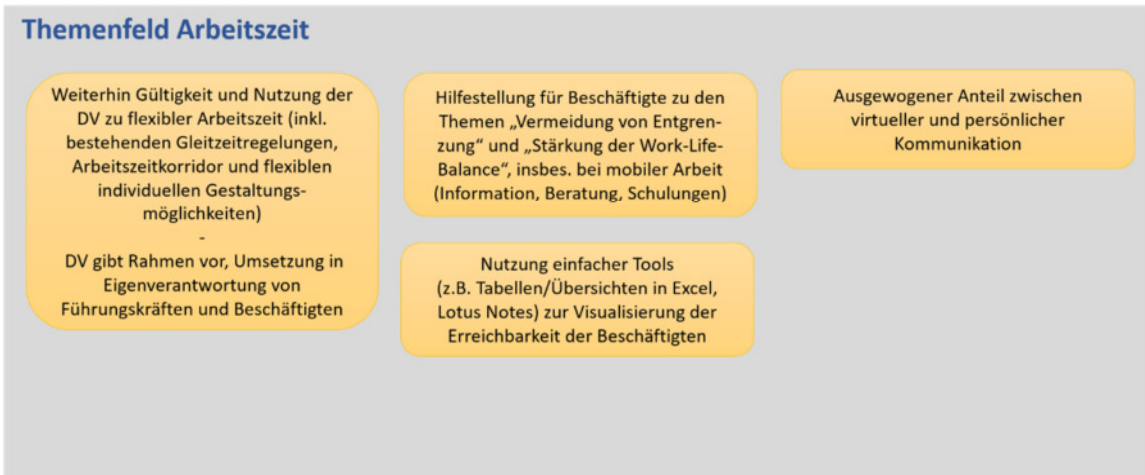 Themenfeld Arbeitszeit
Weiterhin Gültigkeit und Nutzung der
DV zu flexibler Arbeitszeit (inkl.
bestehenden Gleitzeitregelungen,
Arbeitszeitkorridor und flexiblen
individuellen Gestaltungs-
möglichkeiten)
-
DV gibt Rahmen vor, Umsetzung in
Eigenverantwortung von
Führungskräften und Beschäftigten
Hilfestellung für Beschäftigte zu den
Themen „Vermeidung von Entgren-
zung“ und „Stärkung der Work-Life-
Balance“, insbes. bei mobiler Arbeit
(Information, Beratung, Schulungen)
Nutzung einfacher Tools
(z.B. Tabellen/Übersichten in Excel,
Lotus Notes) zur Visualisierung der
Erreichbarkeit der Beschäftigten
Ausgewogener Anteil zwischen
virtueller und persönlicher
Kommunikation